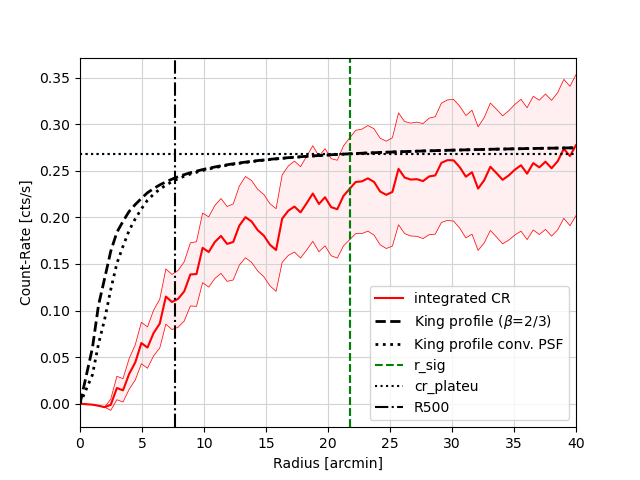 0.35
0.30
0.25
0.20
0.15
0.10
0.05
0.00
Count-Rate [cts/s]
integrated CR
King profile (β=2/3)
King profile conv. PSF
r_sig
cr_plateu
R500
0 5 10 15 20 25 30 35 40
Radius [arcmin]